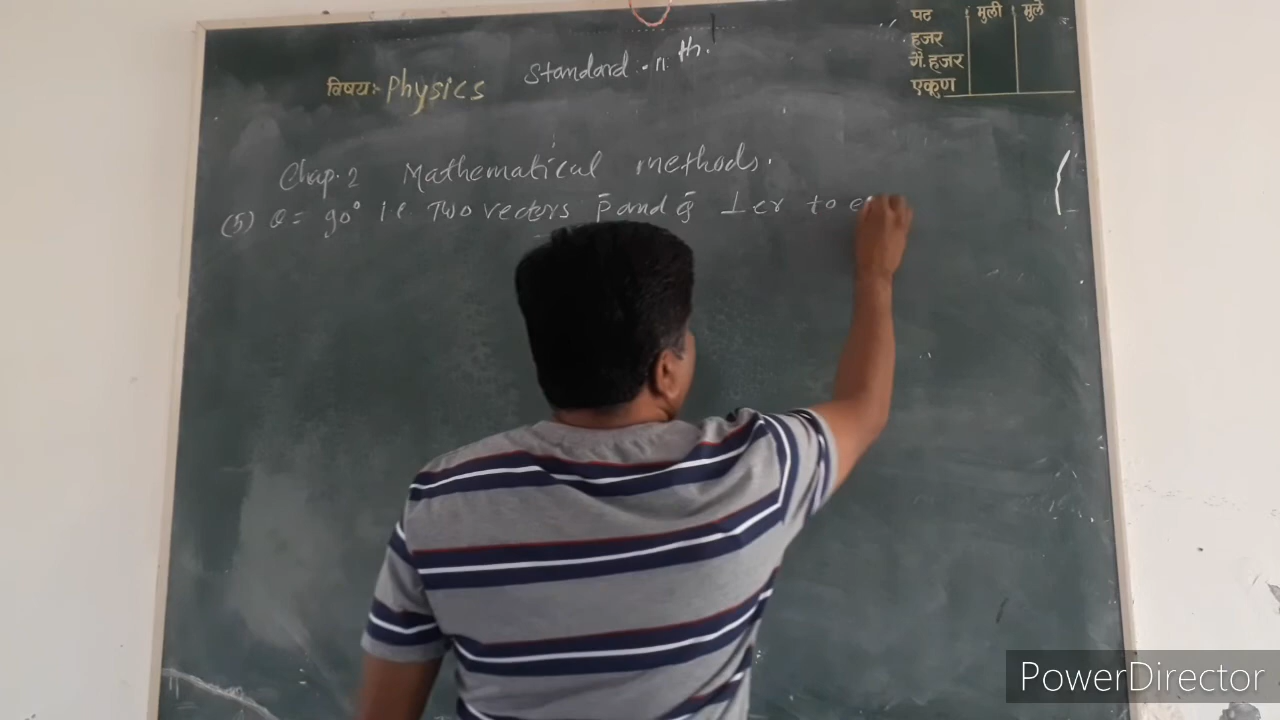 विषय:- Physics Standard - 11 th.
Chap. 2 Mathematical methods.
(5) θ = 90° i.e Two vectors P̄ and Q̄ ⊥er to e
पट मुली मुले
हजर
गै. हजर
एकुण
PowerDirector